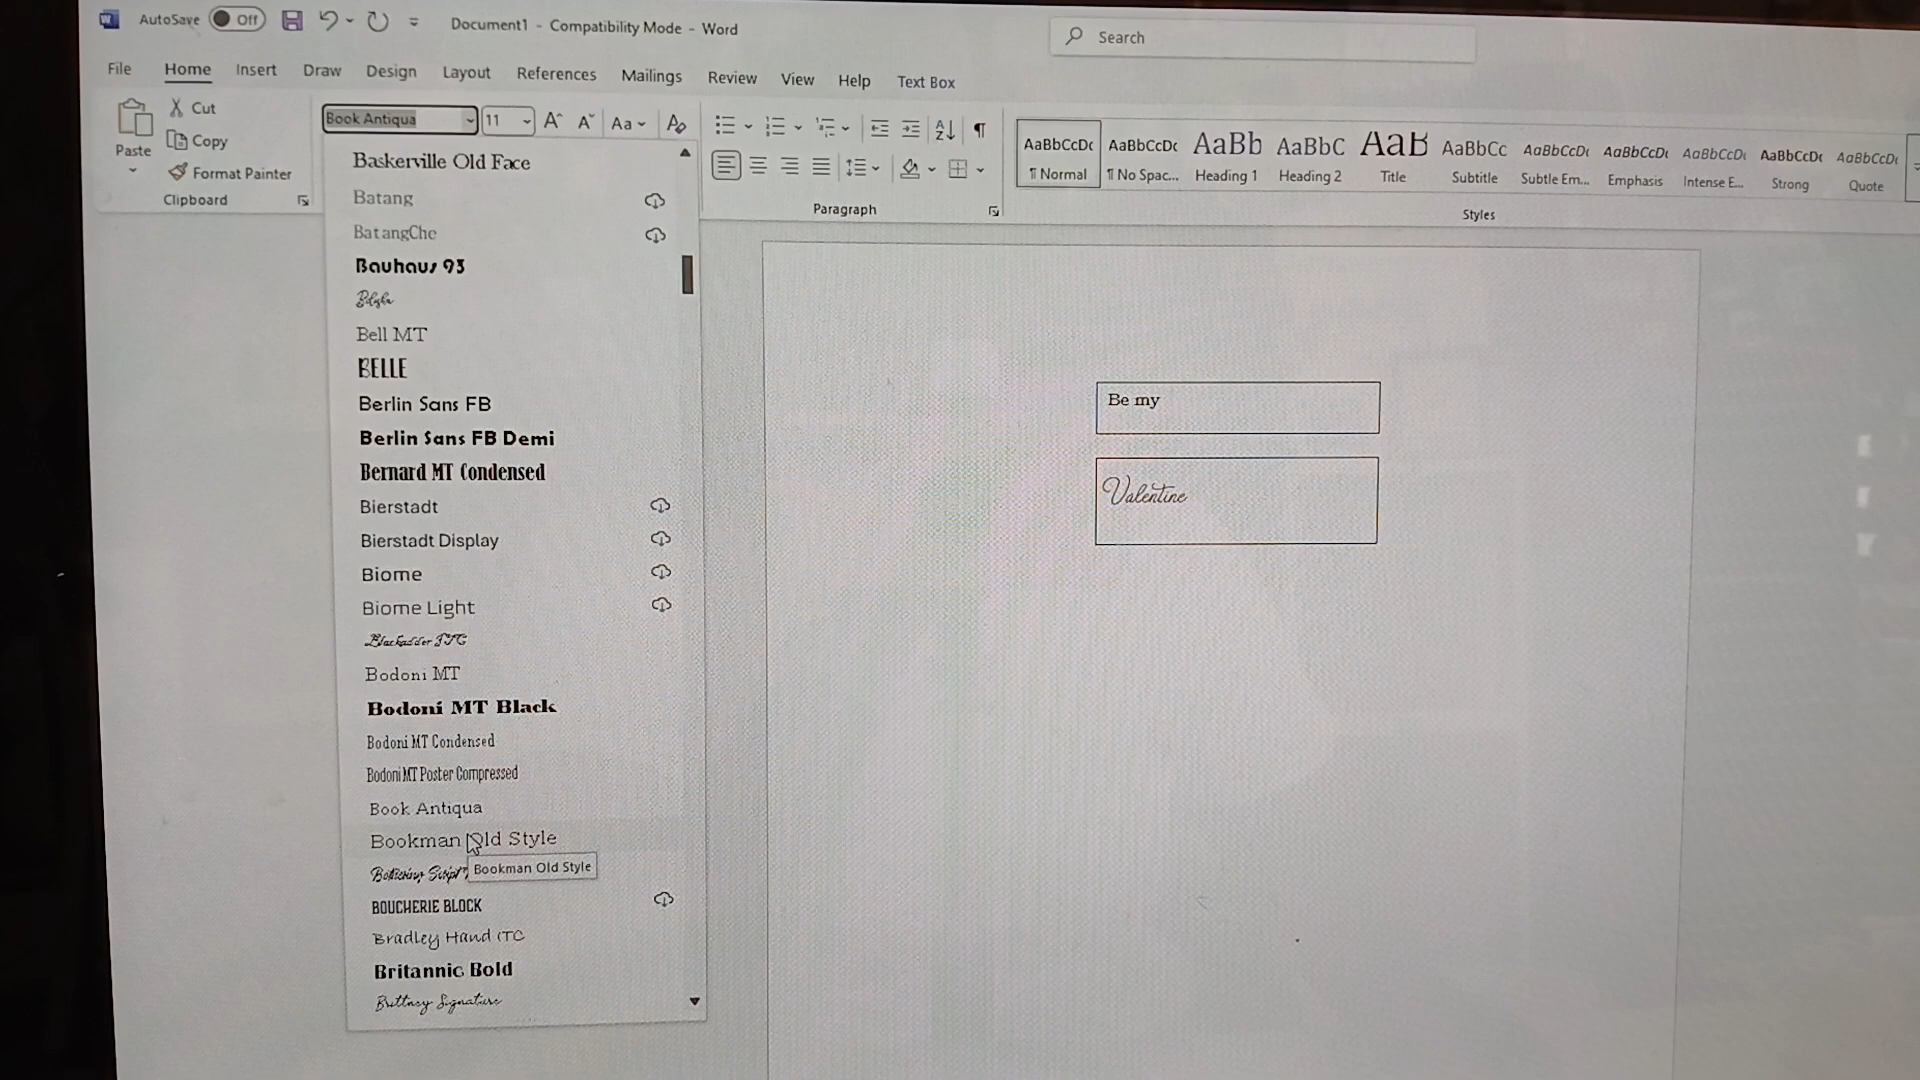 AutoSave Off Document1 - Compatibility Mode - Word Search
File Home Insert Draw Design Layout References Mailings Review View Help Text Box
Paste
Cut
Copy
Format Painter
Clipboard
Book Antiqua 11 Aa
Paragraph
AaBbCcDc AaBbCcDc AaBb AaBbC AaB AaBbCc AaBbCcDc AaBbCcDc AaBbCcDc AaBbCcDc AaBbCcDc
¶ Normal ¶ No Spac... Heading 1 Heading 2 Title Subtitle Subtle Em... Emphasis Intense E... Strong Quote
Styles
Baskerville Old Face
Batang
BatangChe
Bauhaus 93
Bell MT
BELLE
Berlin Sans FB
Berlin Sans FB Demi
Bernard MT Condensed
Bierstadt
Bierstadt Display
Biome
Biome Light
Blackadder ITC
Bodoni MT
Bodoni MT Black
Bodoni MT Condensed
Bodoni MT Poster Compressed
Book Antiqua
Bookman Old Style
Bookman Old Style
BOUCHERIE BLOCK
Bradley Hand ITC
Britannic Bold
Brittney Signature
Be my
Valentine